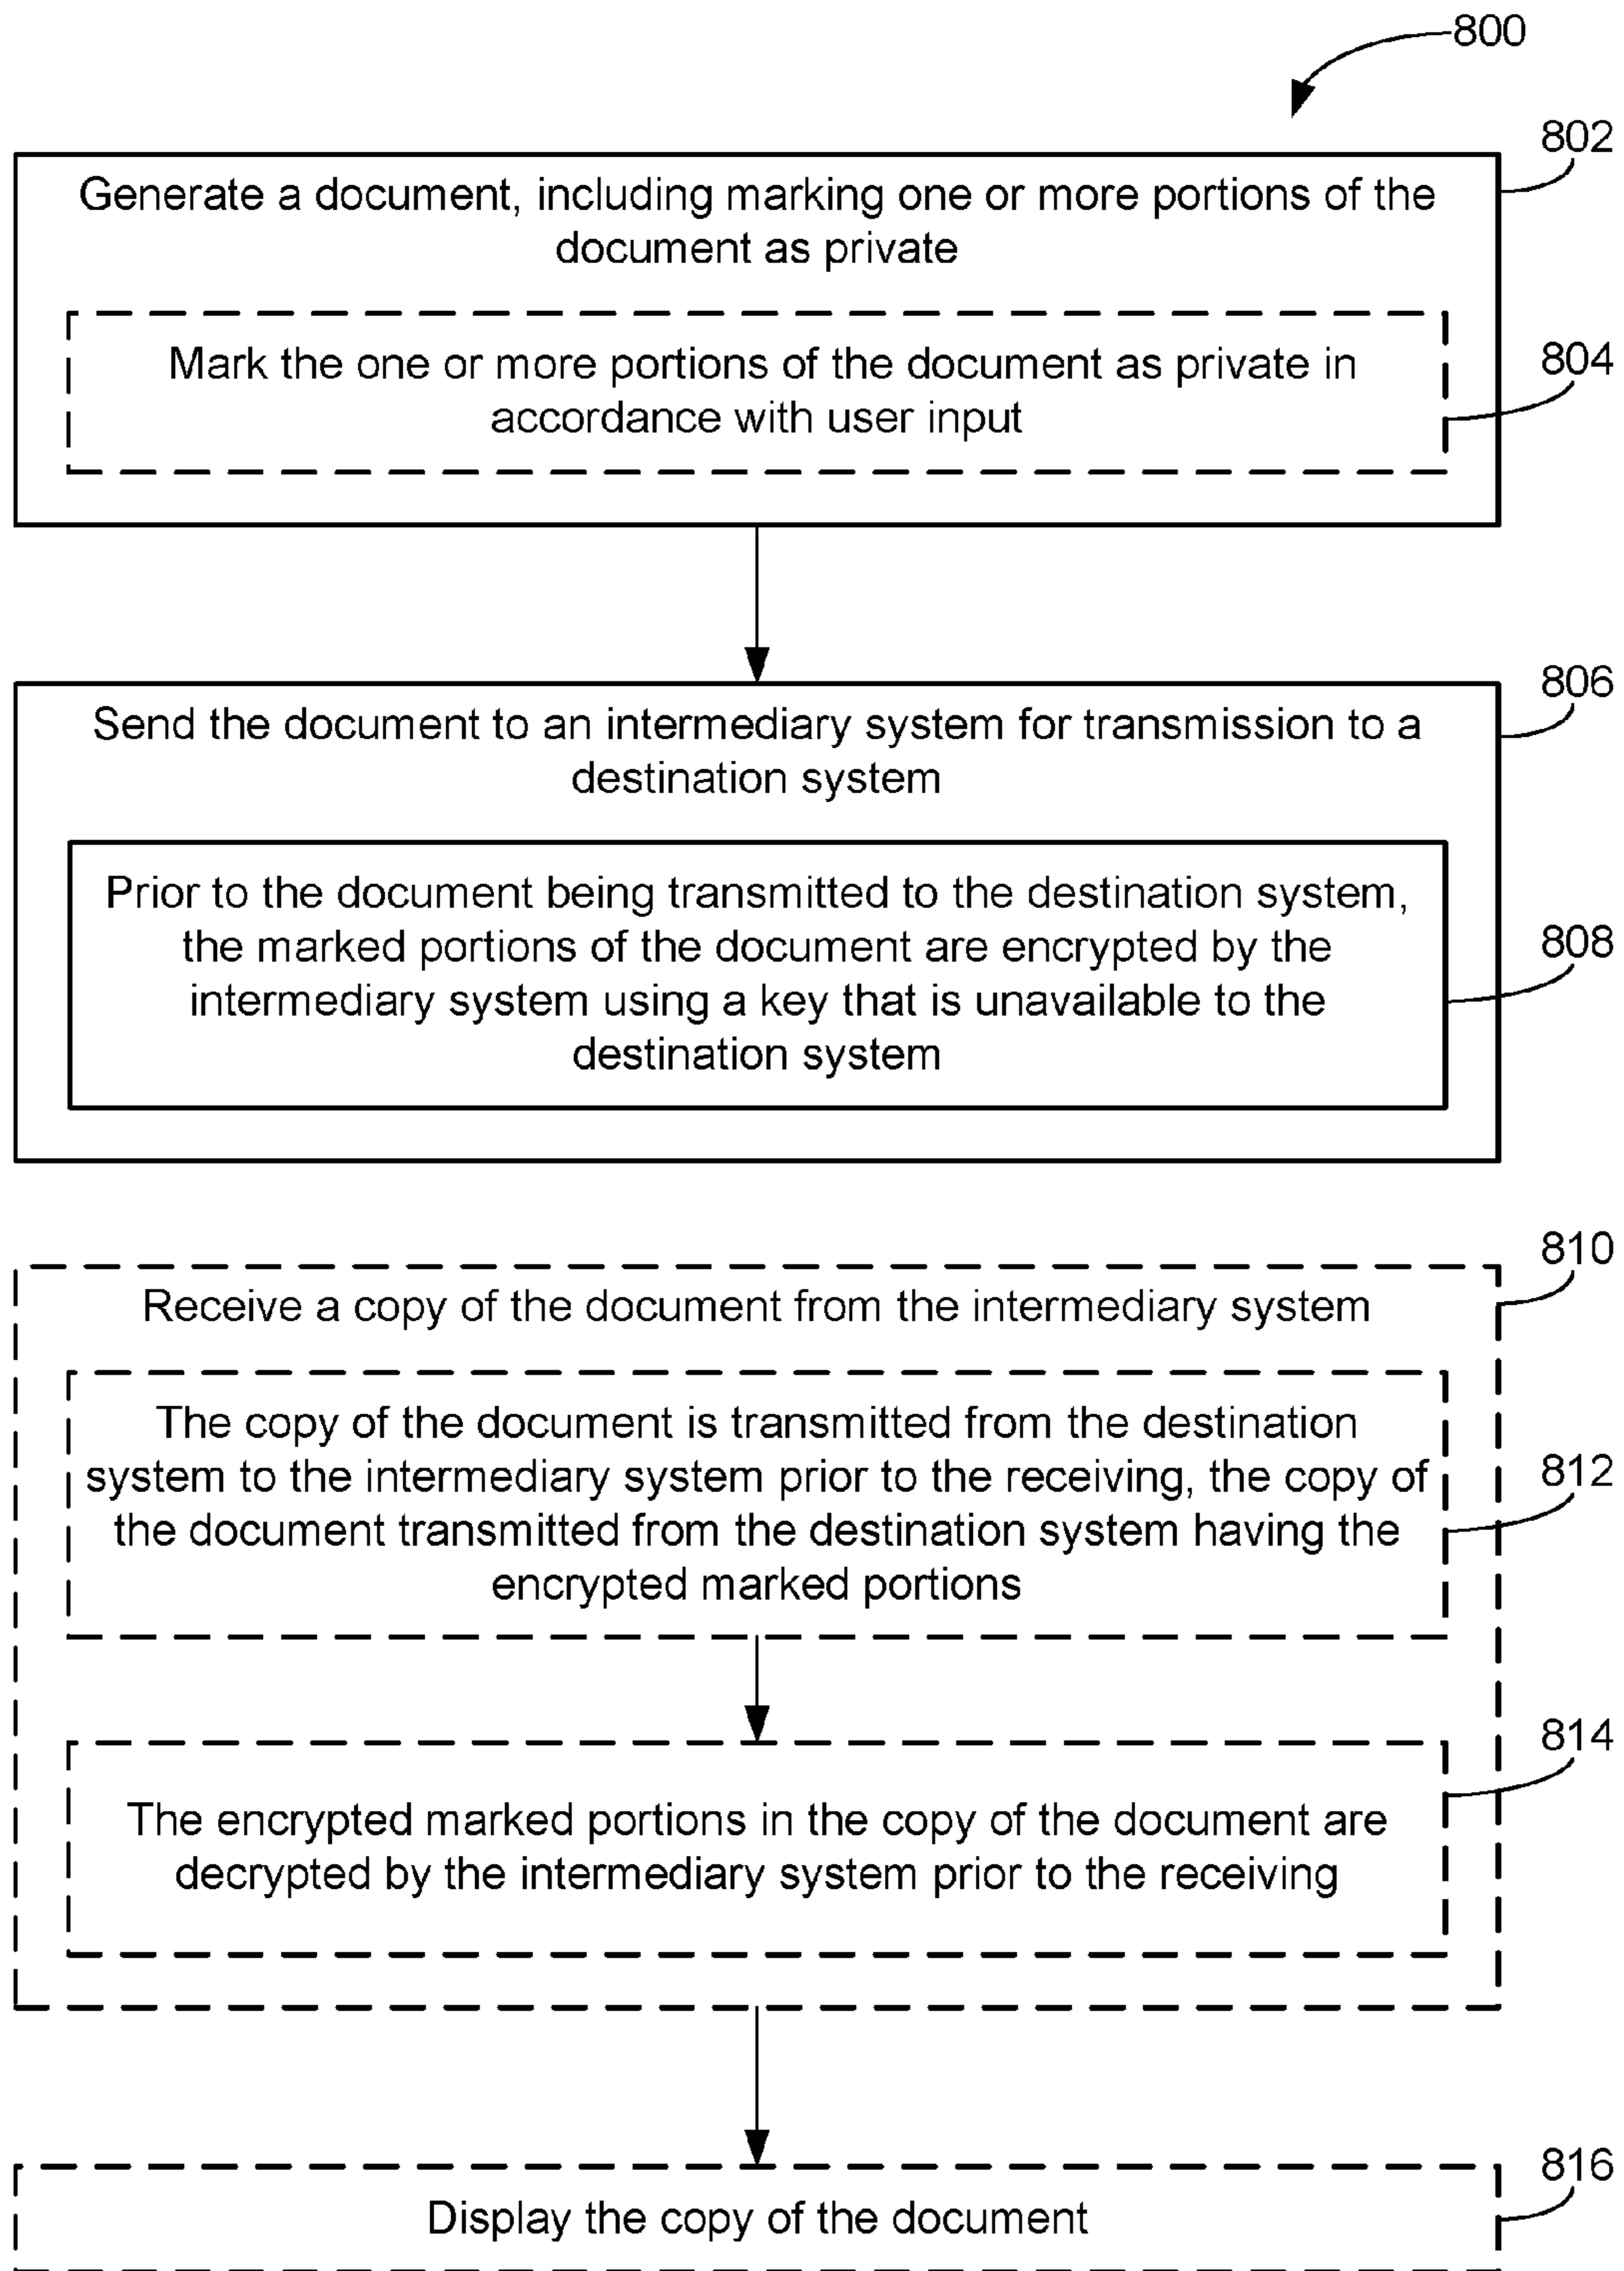 800
802
Generate a document, including marking one or more portions of the
document as private
804
Mark the one or more portions of the document as private in
accordance with user input
806
Send the document to an intermediary system for transmission to a
destination system
808
Prior to the document being transmitted to the destination system,
the marked portions of the document are encrypted by the
intermediary system using a key that is unavailable to the
destination system
810
Receive a copy of the document from the intermediary system
812
The copy of the document is transmitted from the destination
system to the intermediary system prior to the receiving, the copy of
the document transmitted from the destination system having the
encrypted marked portions
814
The encrypted marked portions in the copy of the document are
decrypted by the intermediary system prior to the receiving
816
Display the copy of the document